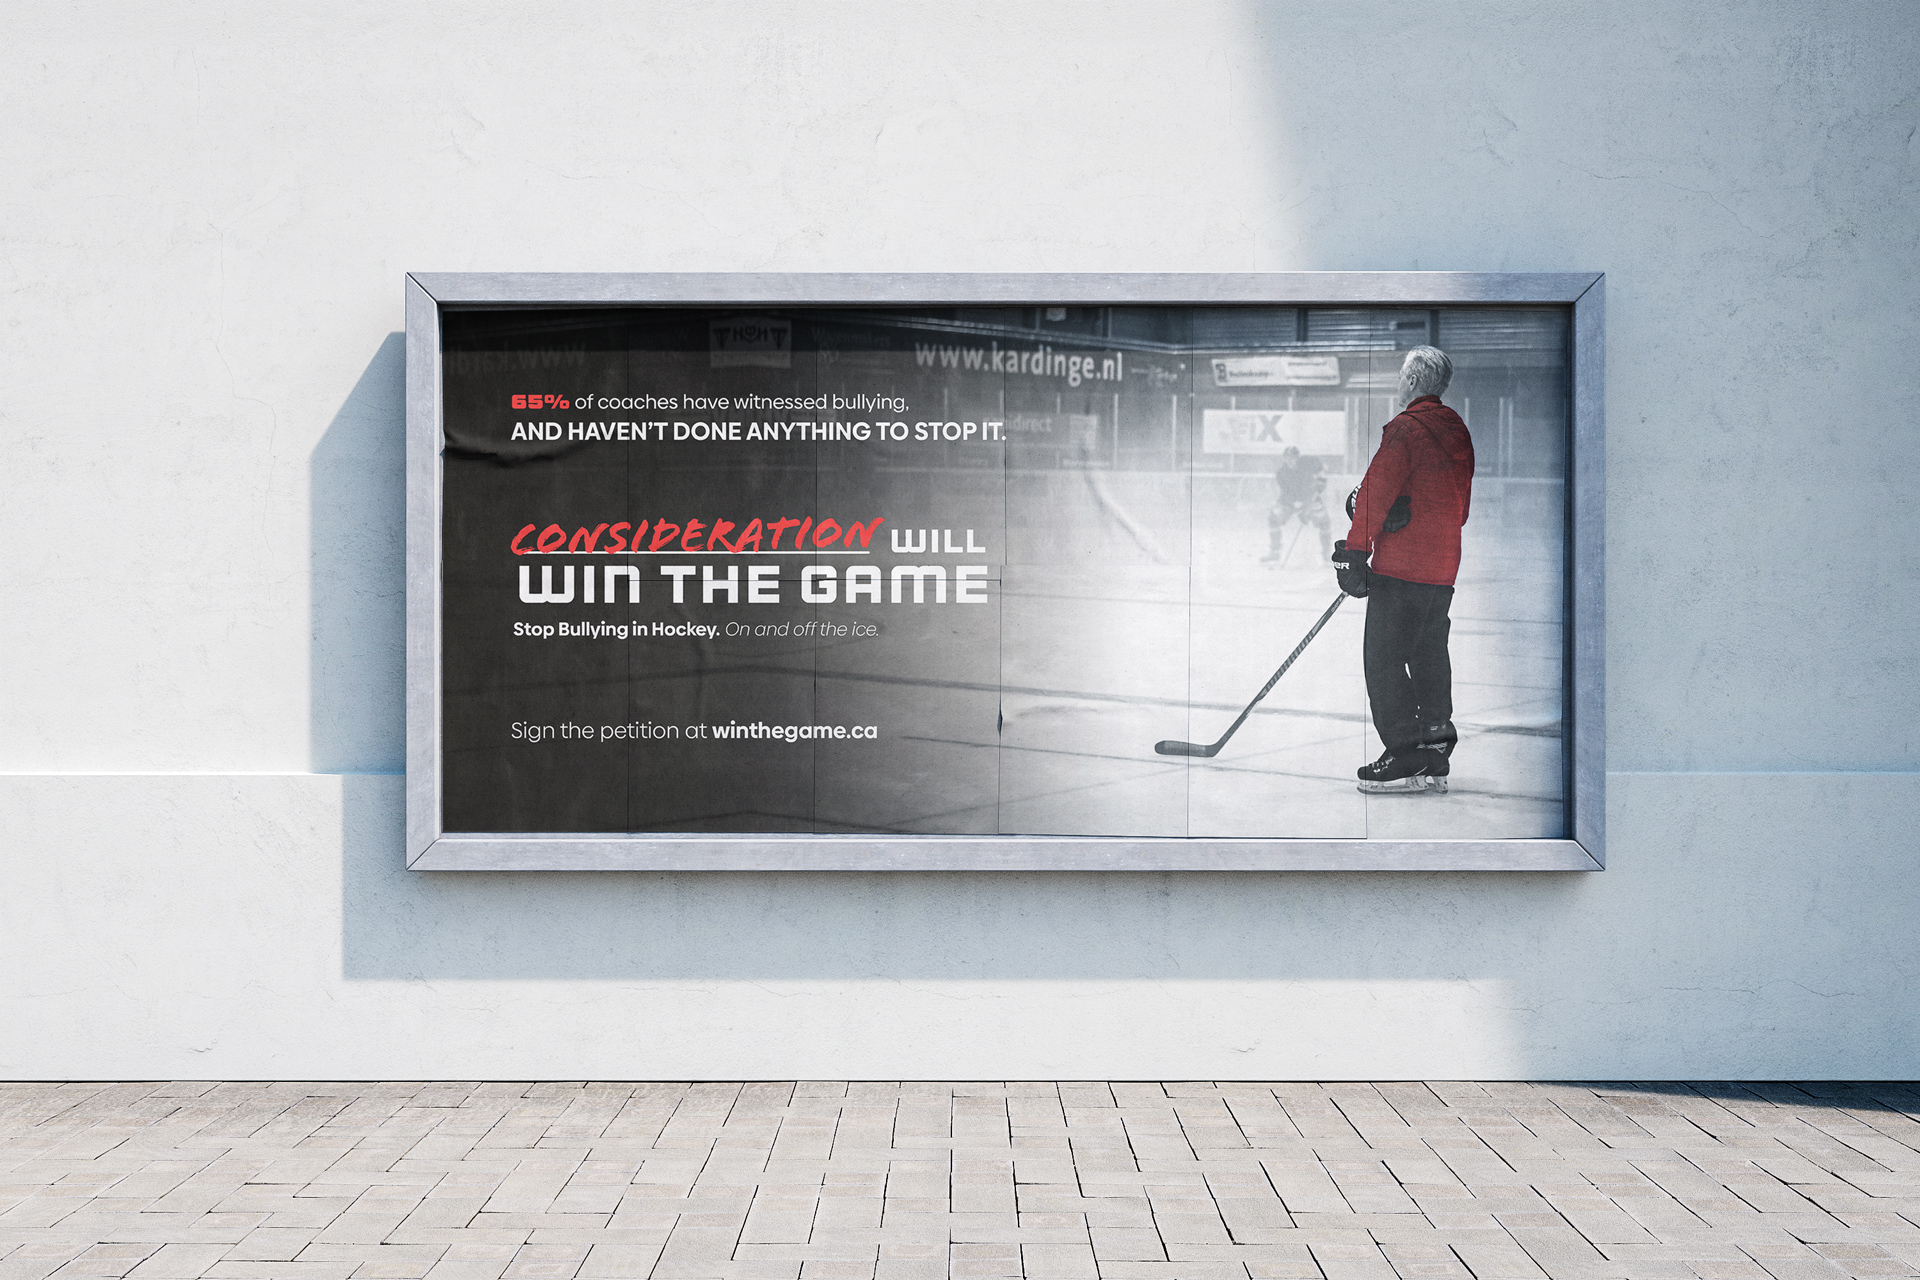 www.kardinge.nl
65% of coaches have witnessed bullying,
AND HAVEN'T DONE ANYTHING TO STOP IT.
CONSIDERATION WILL
WIN THE GAME
Stop Bullying in Hockey. On and off the ice.
Sign the petition at winthegame.ca